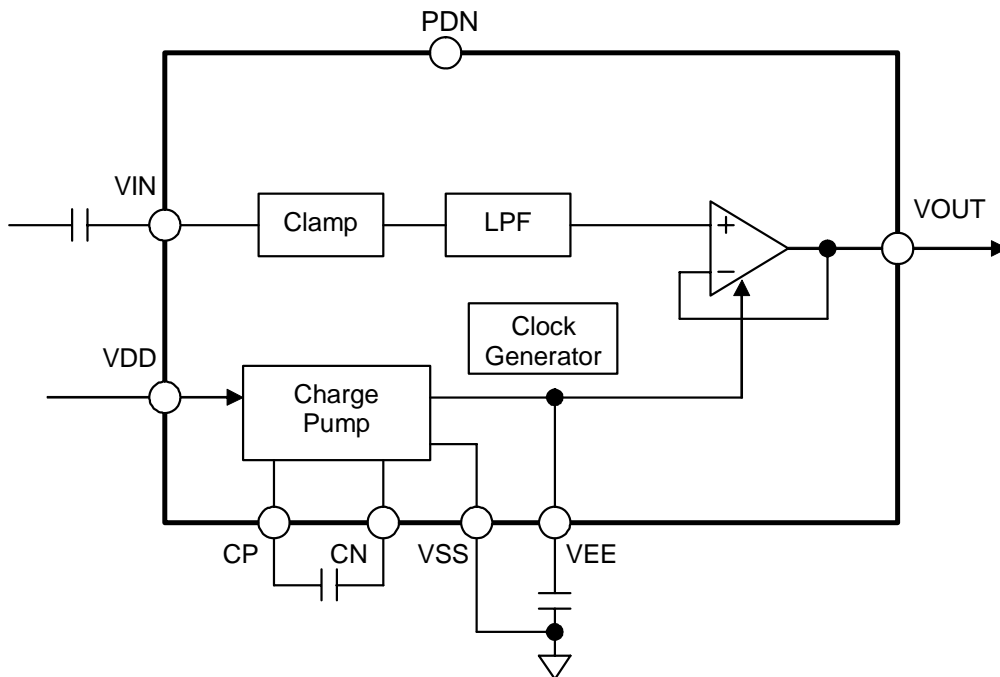 PDN
VIN
Clamp
LPF
+
−
VOUT
Clock
Generator
VDD
Charge
Pump
CP
CN
VSS
VEE